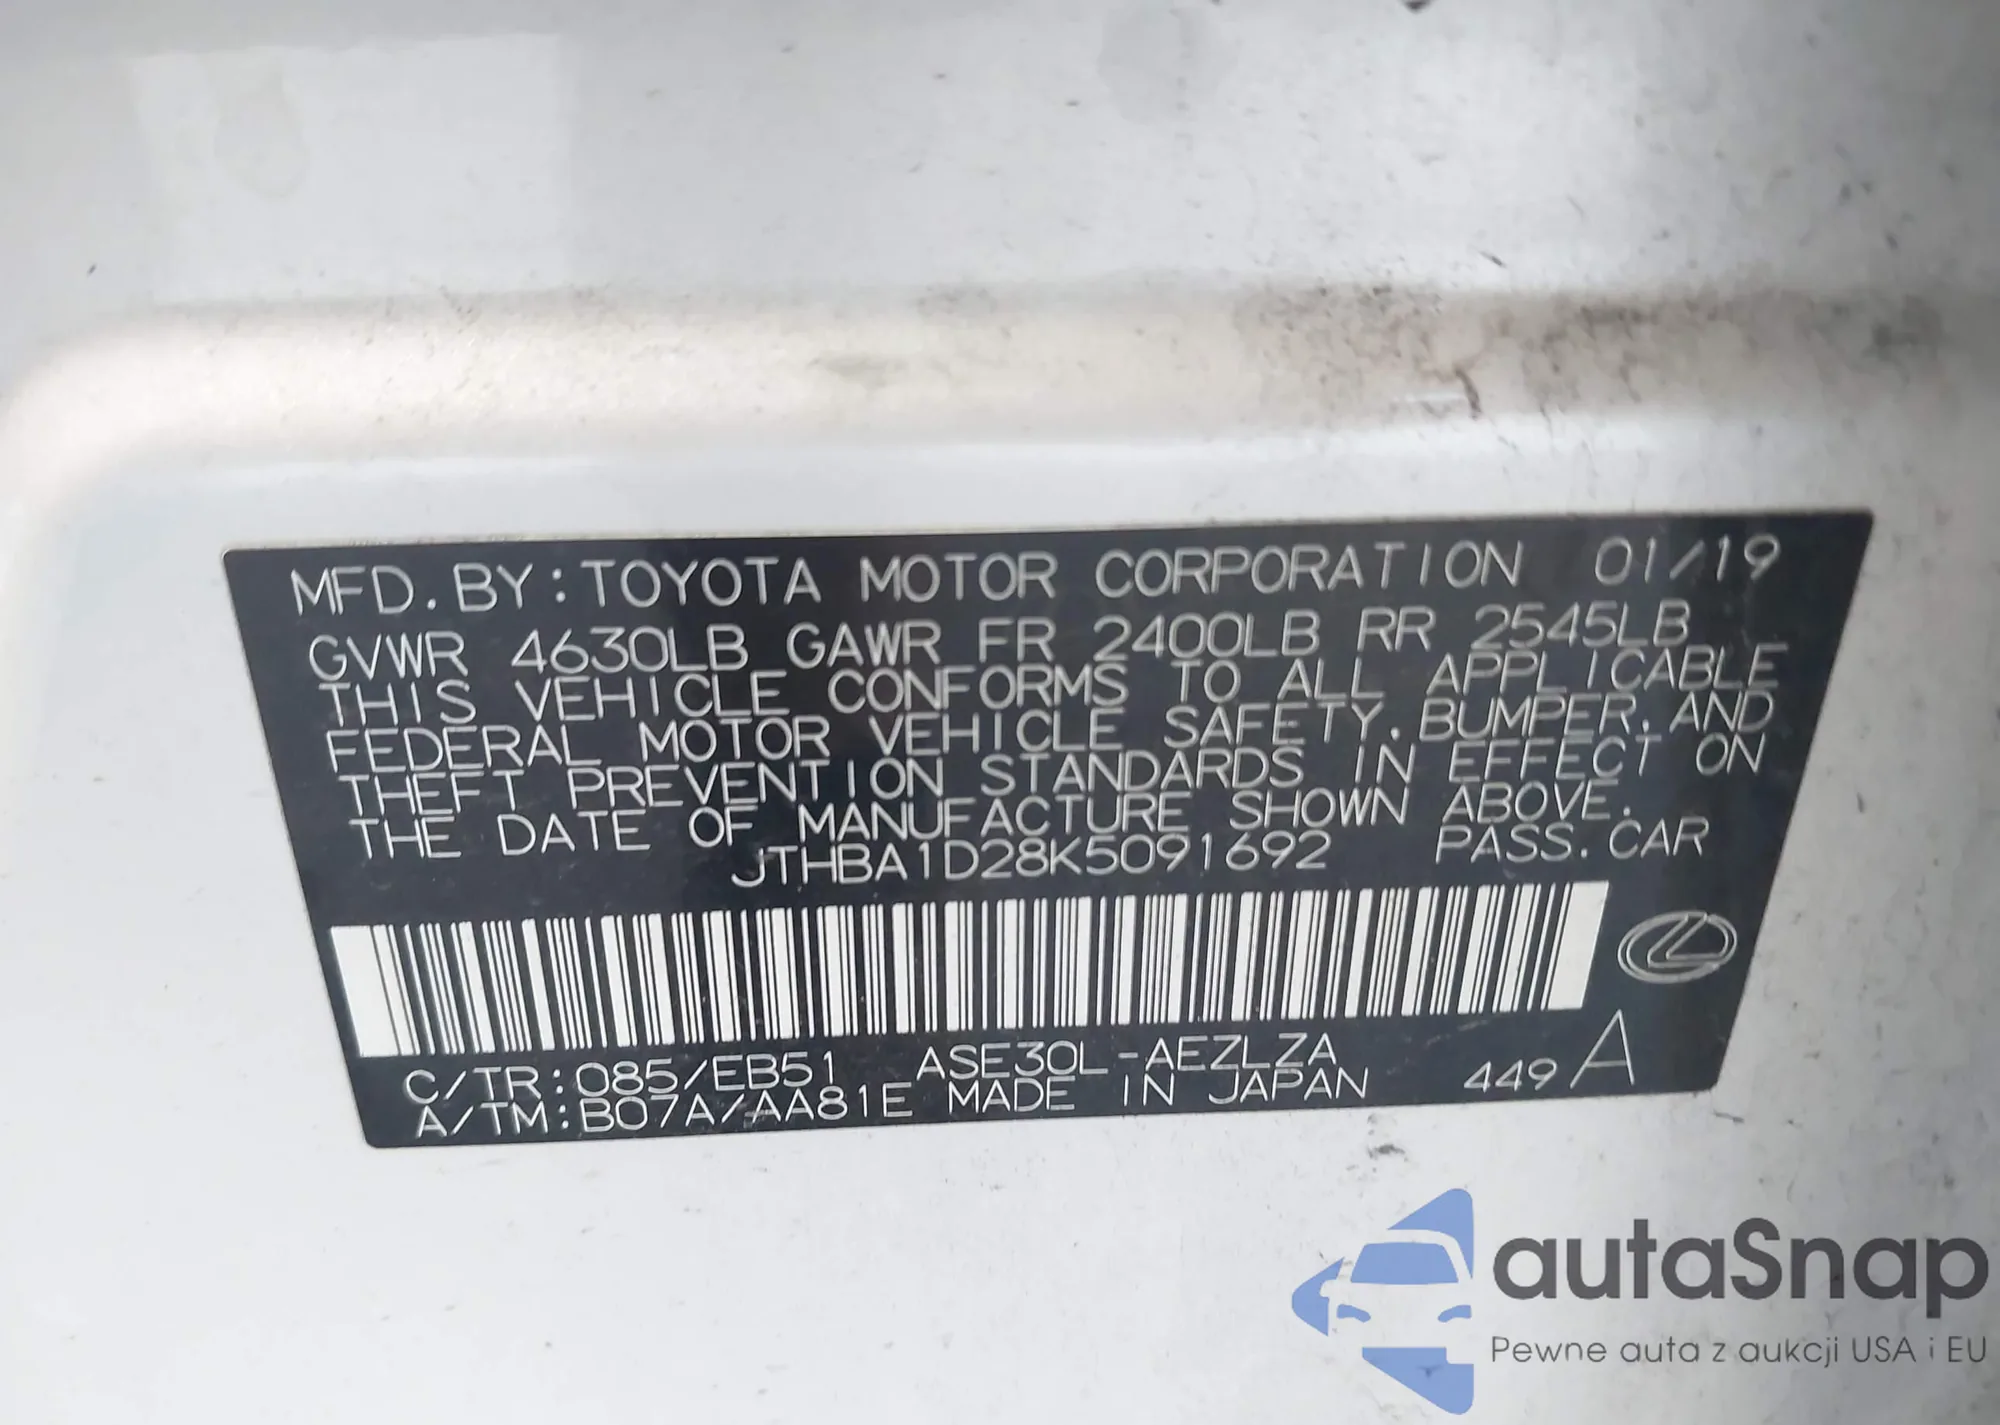 MFD. BY: TOYOTA MOTOR CORPORATION 01/19
GVWR 4630LB GAWR FR 2400LB RR 2545LB
THIS VEHICLE CONFORMS TO ALL APPLICABLE
FEDERAL MOTOR VEHICLE SAFETY, BUMPER, AND
THEFT PREVENTION STANDARDS IN EFFECT ON
THE DATE OF MANUFACTURE SHOWN ABOVE.
JTHBA1D28K5091692 PASS. CAR
C/TR: 085/EB51 ASE30L-AEZLZA
A/TM: B07A/AA81E MADE IN JAPAN 449 A
autaSnap
Pewne auta z aukcji USA i EU